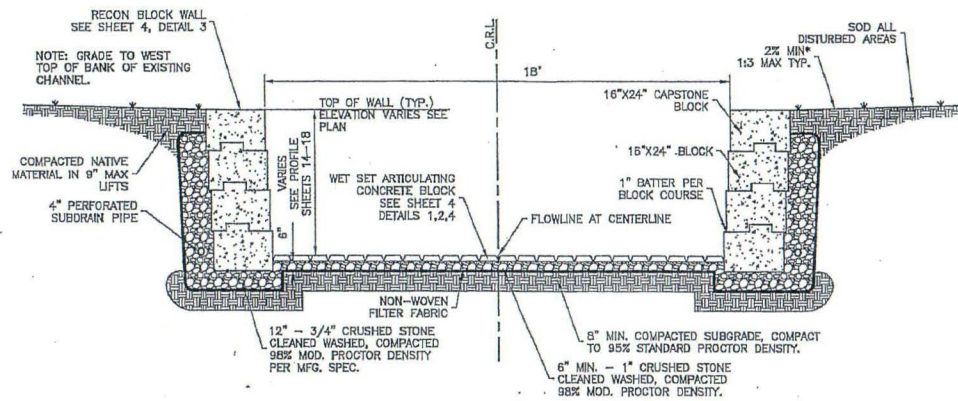 RECON BLOCK WALL
SEE SHEET 4, DETAIL 3
NOTE: GRADE TO WEST
TOP OF BANK OF EXISTING
CHANNEL.
C.R.L
SOD ALL
DISTURBED AREAS
2% MIN*
1:3 MAX TYP.
18'
TOP OF WALL (TYP.)
ELEVATION VARIES SEE
PLAN
16"X24" CAPSTONE
BLOCK
COMPACTED NATIVE
MATERIAL IN 9" MAX
LIFTS
4" PERFORATED
SUBDRAIN PIPE
VARIES
SEE PROFILE
SHEETS 14-18
6"
WET SET ARTICULATING
CONCRETE BLOCK
SEE SHEET 4
DETAILS 1,2,4
FLOWLINE AT CENTERLINE
16"X24" BLOCK
1" BATTER PER
BLOCK COURSE
NON-WOVEN
FILTER FABRIC
12" - 3/4" CRUSHED STONE
CLEANED WASHED, COMPACTED
98% MOD. PROCTOR DENSITY
PER MFG. SPEC.
8" MIN. COMPACTED SUBGRADE, COMPACT
TO 95% STANDARD PROCTOR DENSITY.
6" MIN. - 1" CRUSHED STONE
CLEANED WASHED, COMPACTED
98% MOD. PROCTOR DENSITY.